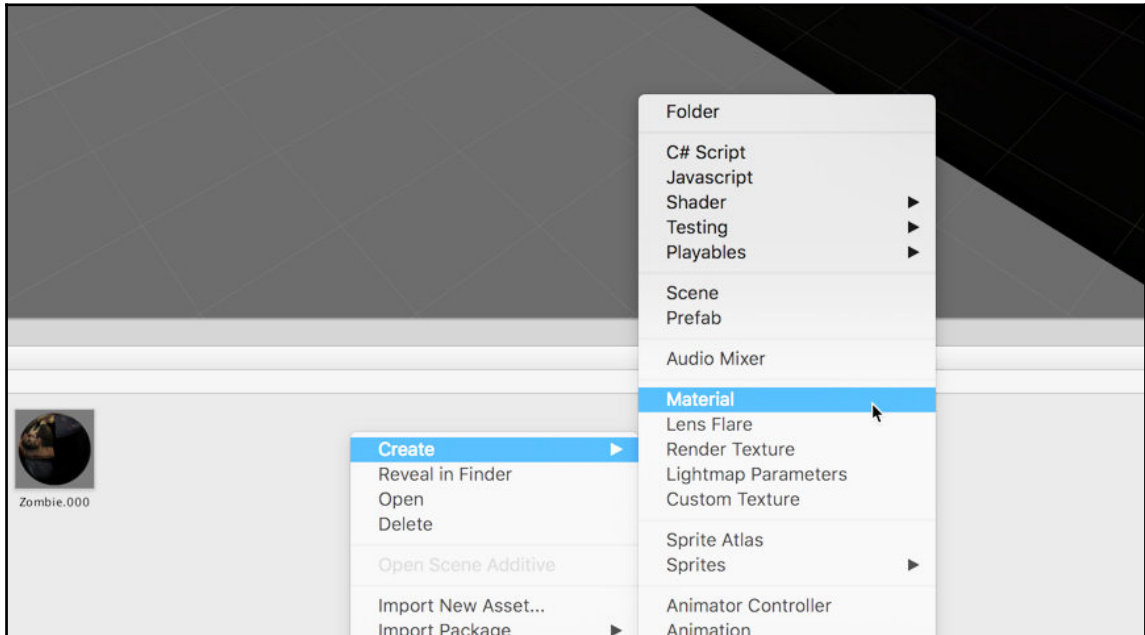 Folder
C# Script
Javascript
Shader
Testing
Playables
Scene
Prefab
Audio Mixer
Material
Lens Flare
Render Texture
Lightmap Parameters
Custom Texture
Sprite Atlas
Sprites
Animator Controller
Animation
Create
Reveal in Finder
Open
Delete
Open Scene Additive
Import New Asset...
Import Package
Zombie.000